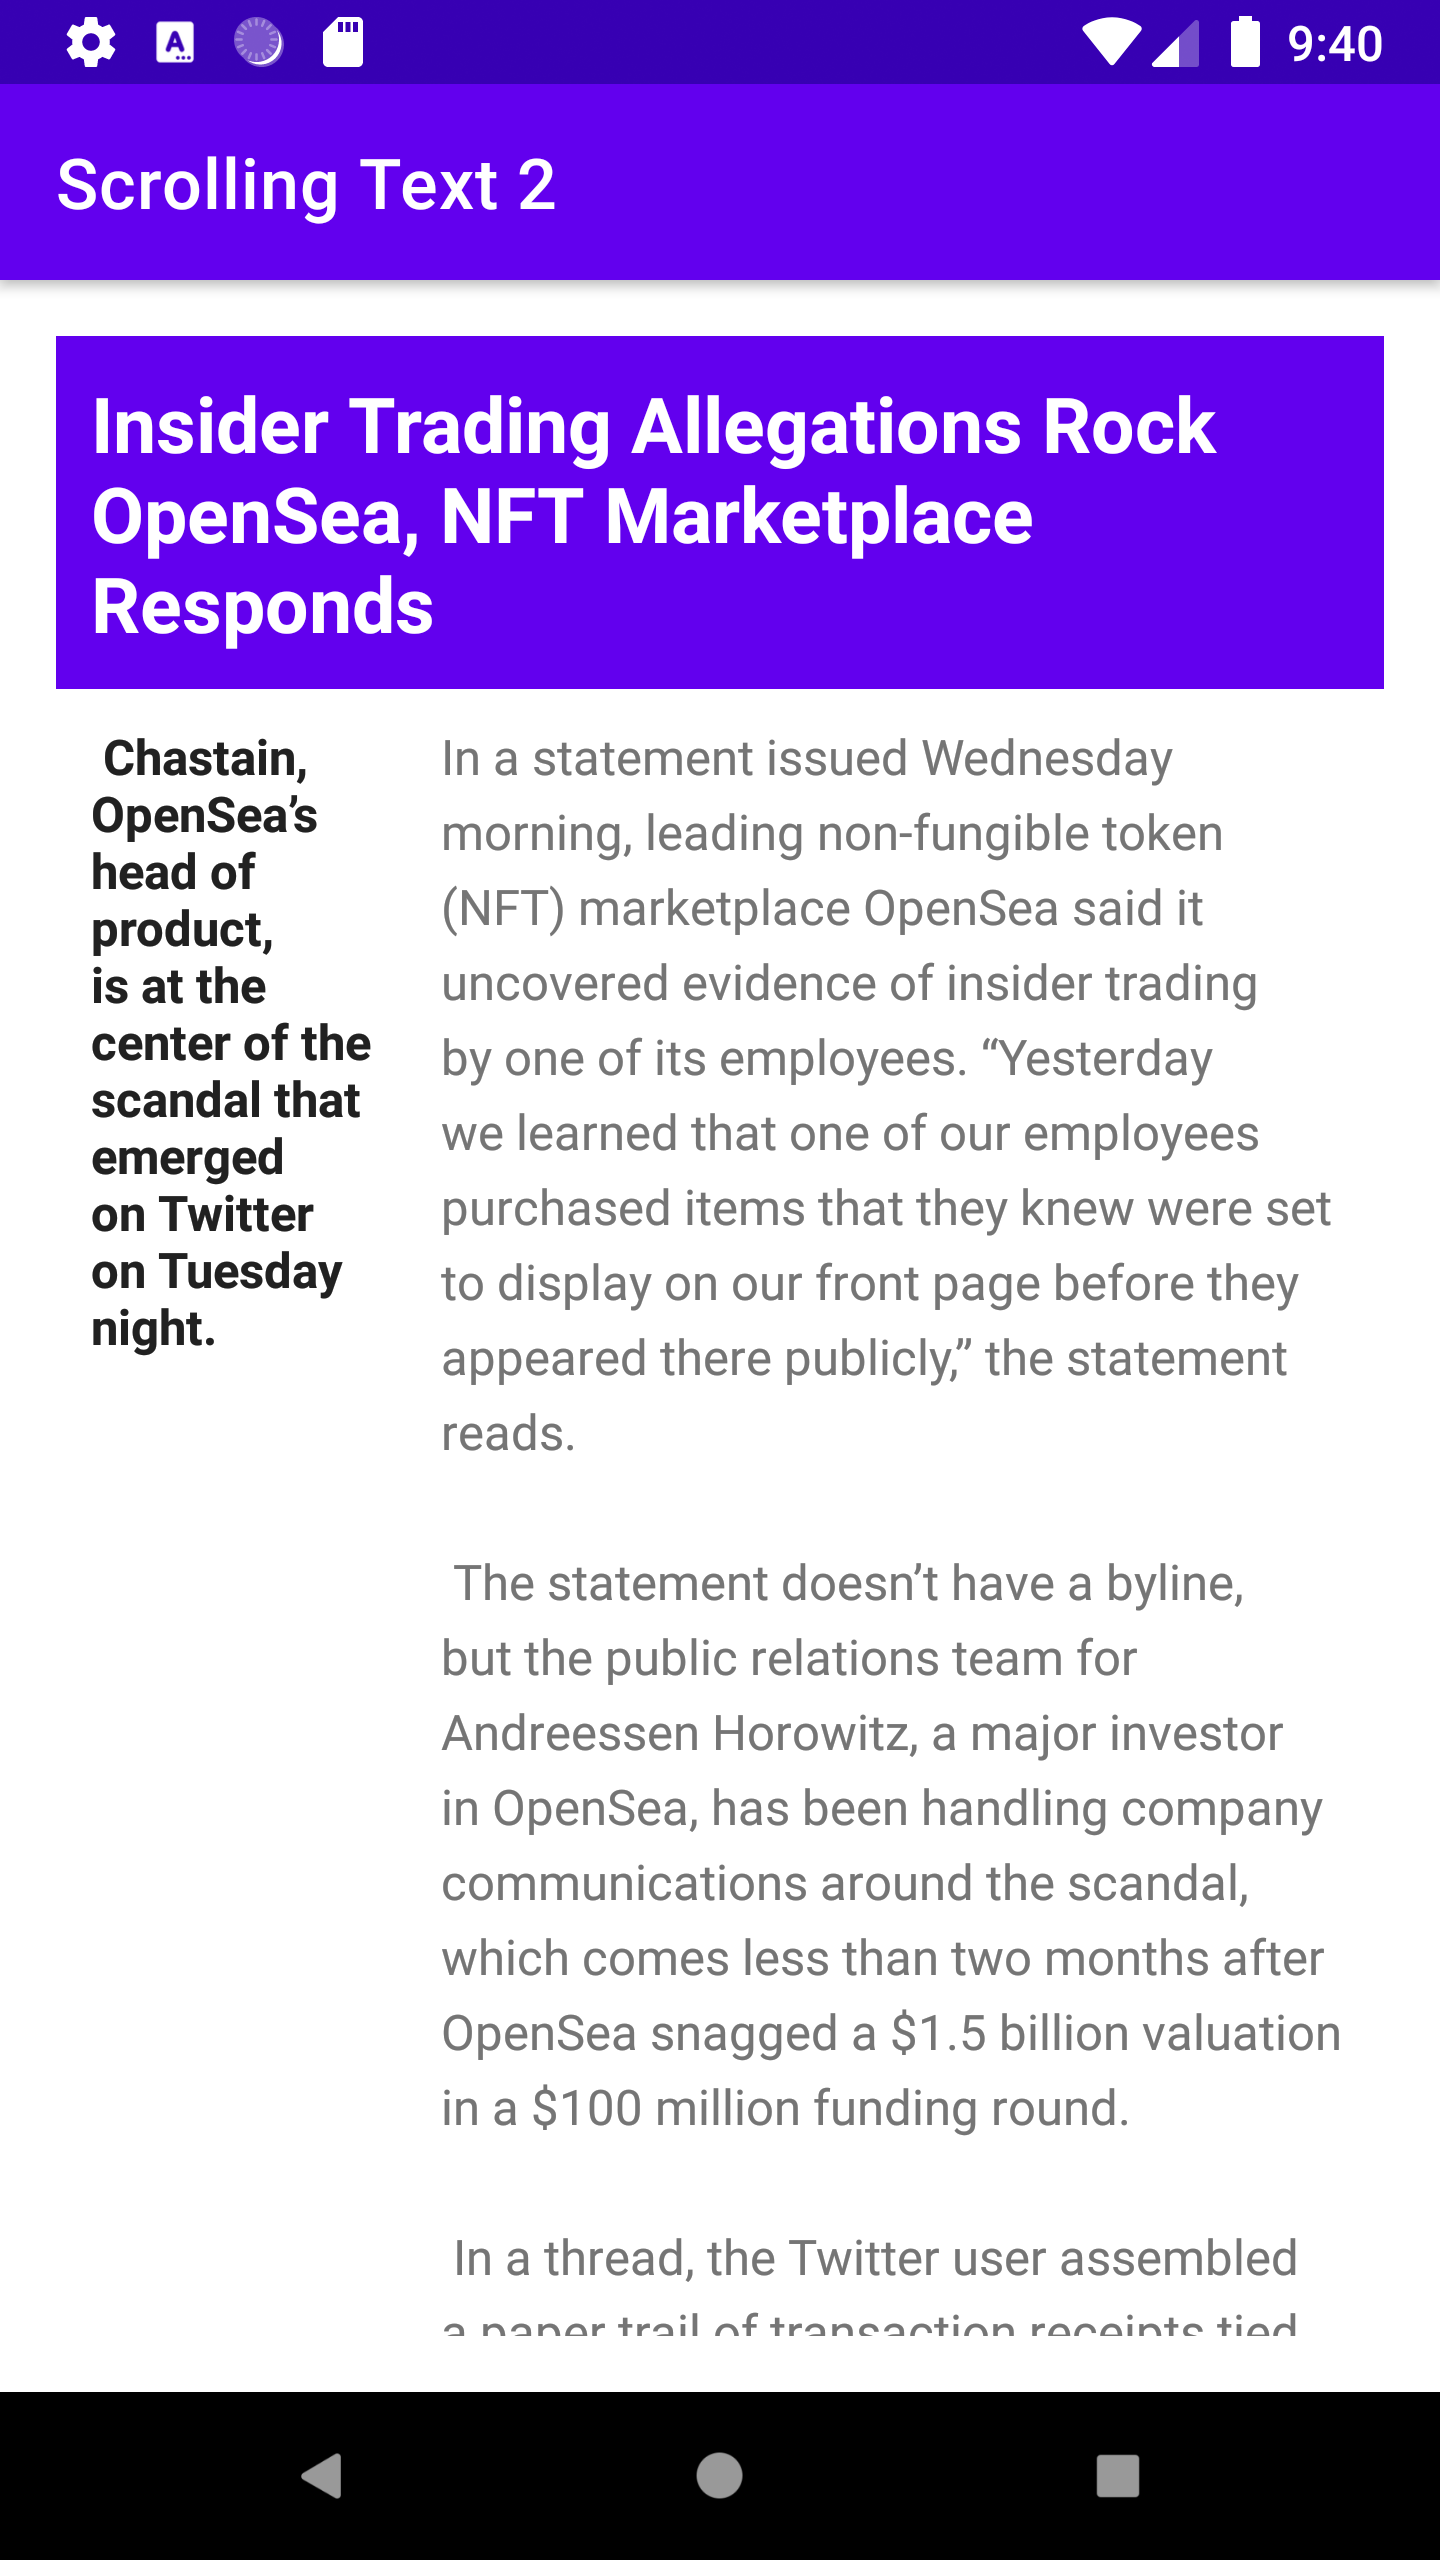 9:40
Scrolling Text 2
Insider Trading Allegations Rock
OpenSea, NFT Marketplace
Responds
Chastain,
OpenSea’s
head of
product,
is at the
center of the
scandal that
emerged
on Twitter
on Tuesday
night.
In a statement issued Wednesday
morning, leading non-fungible token
(NFT) marketplace OpenSea said it
uncovered evidence of insider trading
by one of its employees. “Yesterday
we learned that one of our employees
purchased items that they knew were set
to display on our front page before they
appeared there publicly,” the statement
reads.
The statement doesn’t have a byline,
but the public relations team for
Andreessen Horowitz, a major investor
in OpenSea, has been handling company
communications around the scandal,
which comes less than two months after
OpenSea snagged a $1.5 billion valuation
in a $100 million funding round.
In a thread, the Twitter user assembled
a paper trail of transaction receipts tied